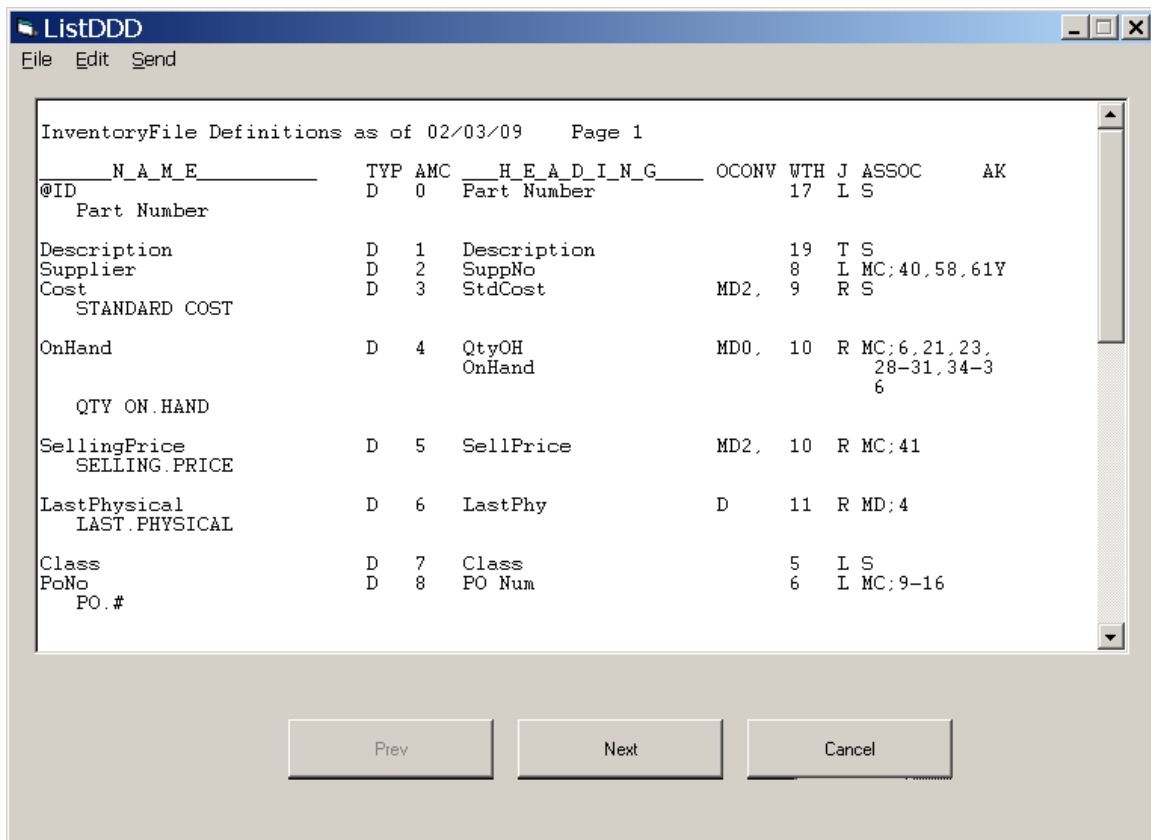 ListDDD
File Edit Send
InventoryFile Definitions as of 02/03/09 Page 1
______N_A_M_E__________ TYP AMC ___H_E_A_D_I_N_G____ OCONV WTH J ASSOC AK
@ID D 0 Part Number 17 L S
Part Number
Description D 1 Description 19 T S
Supplier D 2 SuppNo 8 L MC;40,58,61Y
Cost D 3 StdCost MD2, 9 R S
STANDARD COST
OnHand D 4 QtyOH MD0, 10 R MC;6,21,23,
OnHand 28-31,34-3
6
QTY ON.HAND
SellingPrice D 5 SellPrice MD2, 10 R MC;41
SELLING.PRICE
LastPhysical D 6 LastPhy D 11 R MD;4
LAST.PHYSICAL
Class D 7 Class 5 L S
PoNo D 8 PO Num 6 L MC;9-16
PO.#
Prev Next Cancel